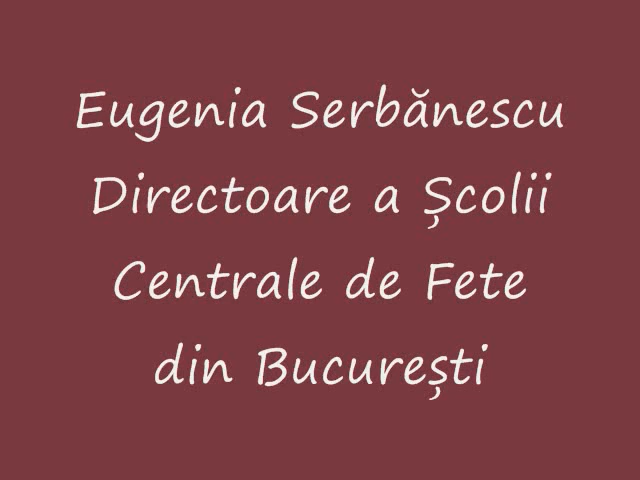 Eugenia Serbănescu
Directoare a Școlii
Centrale de Fete
din București